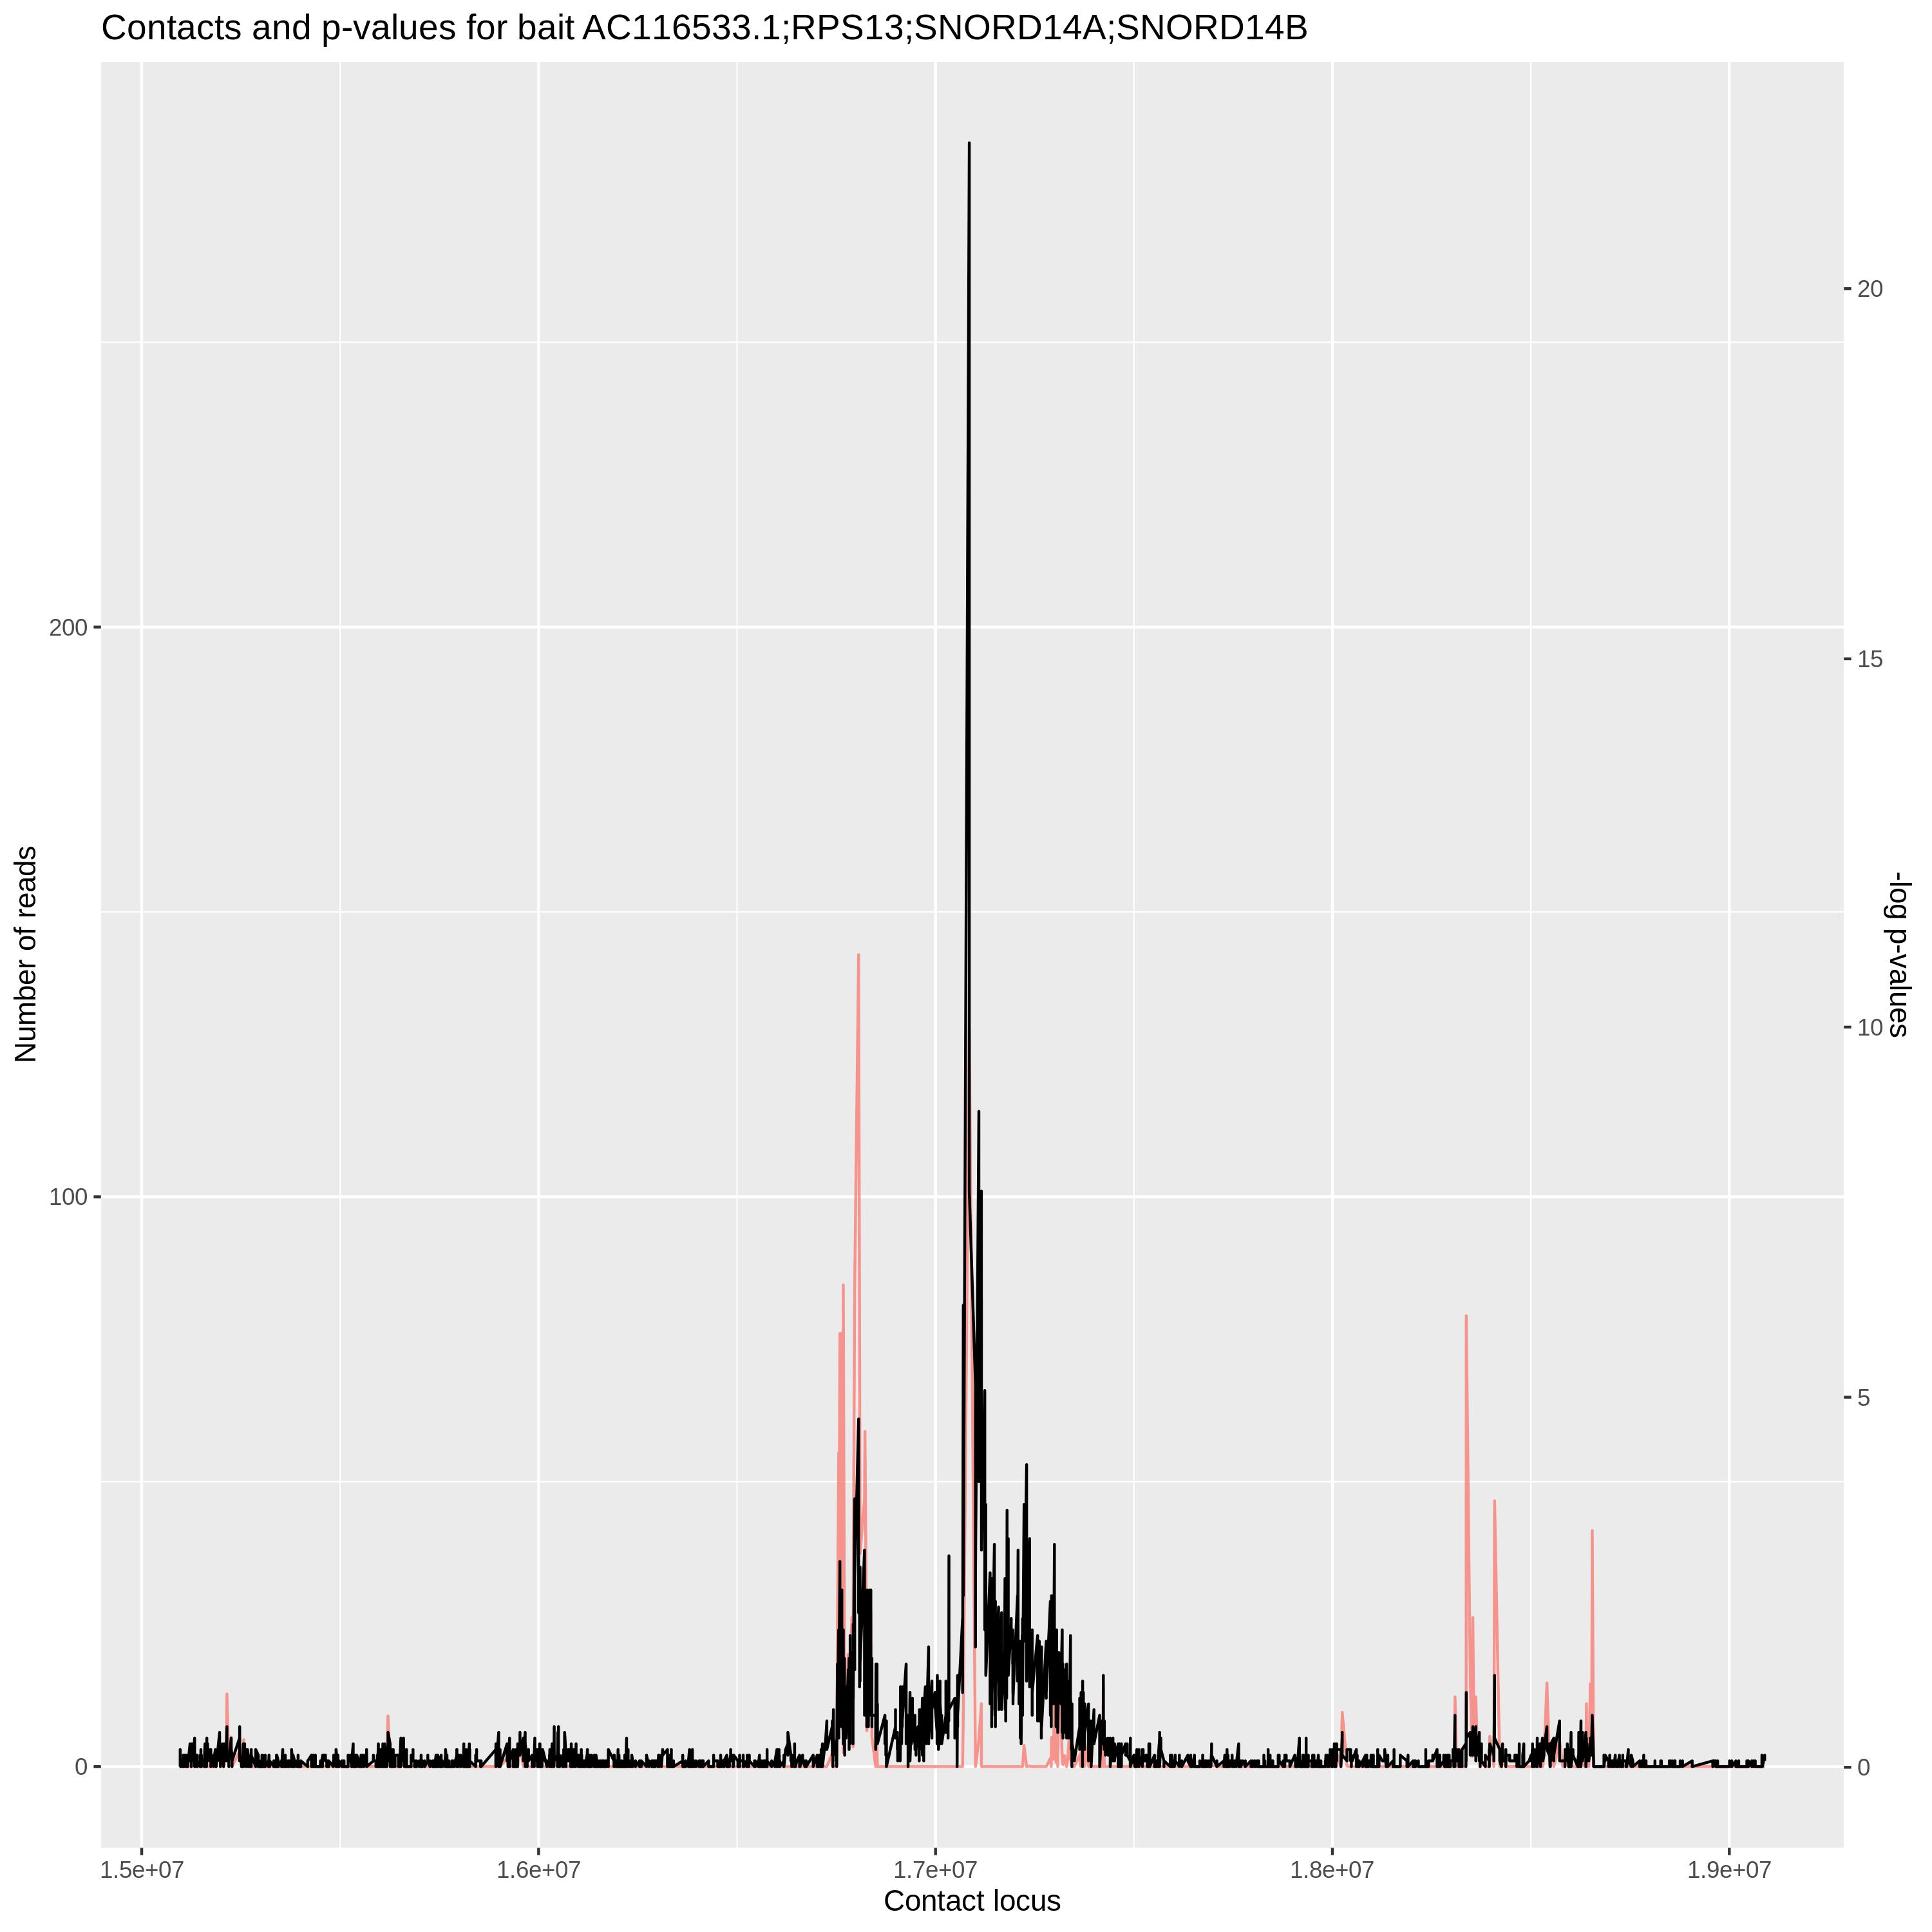 Contacts and p-values for bait AC116533.1;RPS13;SNORD14A;SNORD14B
Number of reads
200
100
0
20
15
10
5
0
-log p-values
1.5e+07 1.6e+07 1.7e+07 1.8e+07 1.9e+07
Contact locus